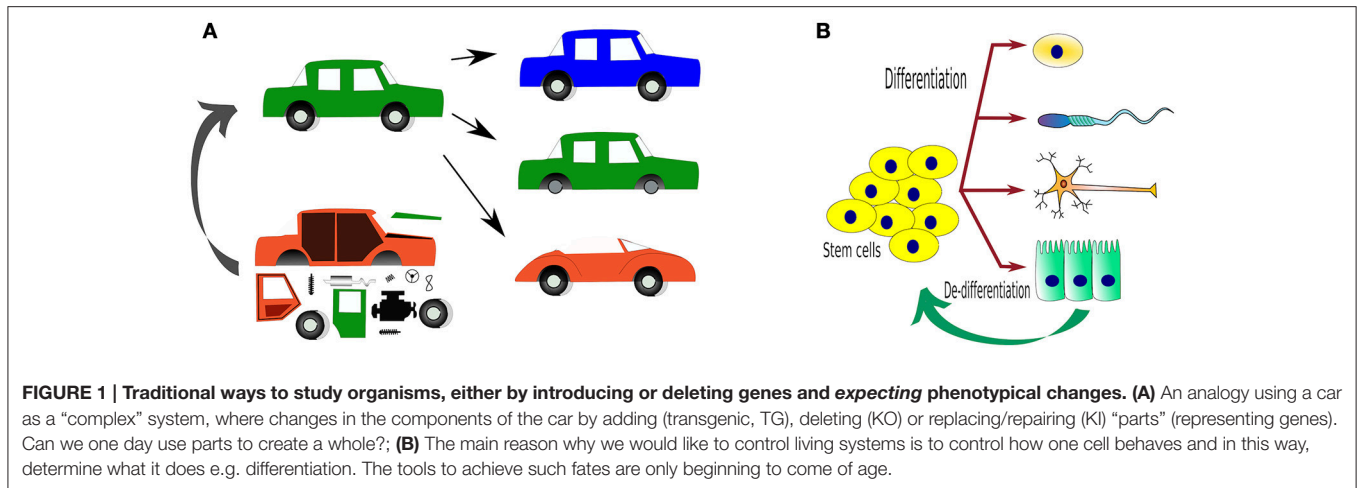 A
B
Differentiation
Stem cells
De-differentiation
FIGURE 1 | Traditional ways to study organisms, either by introducing or deleting genes and expecting phenotypical changes. (A) An analogy using a car
as a “complex” system, where changes in the components of the car by adding (transgenic, TG), deleting (KO) or replacing/repairing (KI) “parts” (representing genes).
Can we one day use parts to create a whole?; (B) The main reason why we would like to control living systems is to control how one cell behaves and in this way,
determine what it does e.g. differentiation. The tools to achieve such fates are only beginning to come of age.